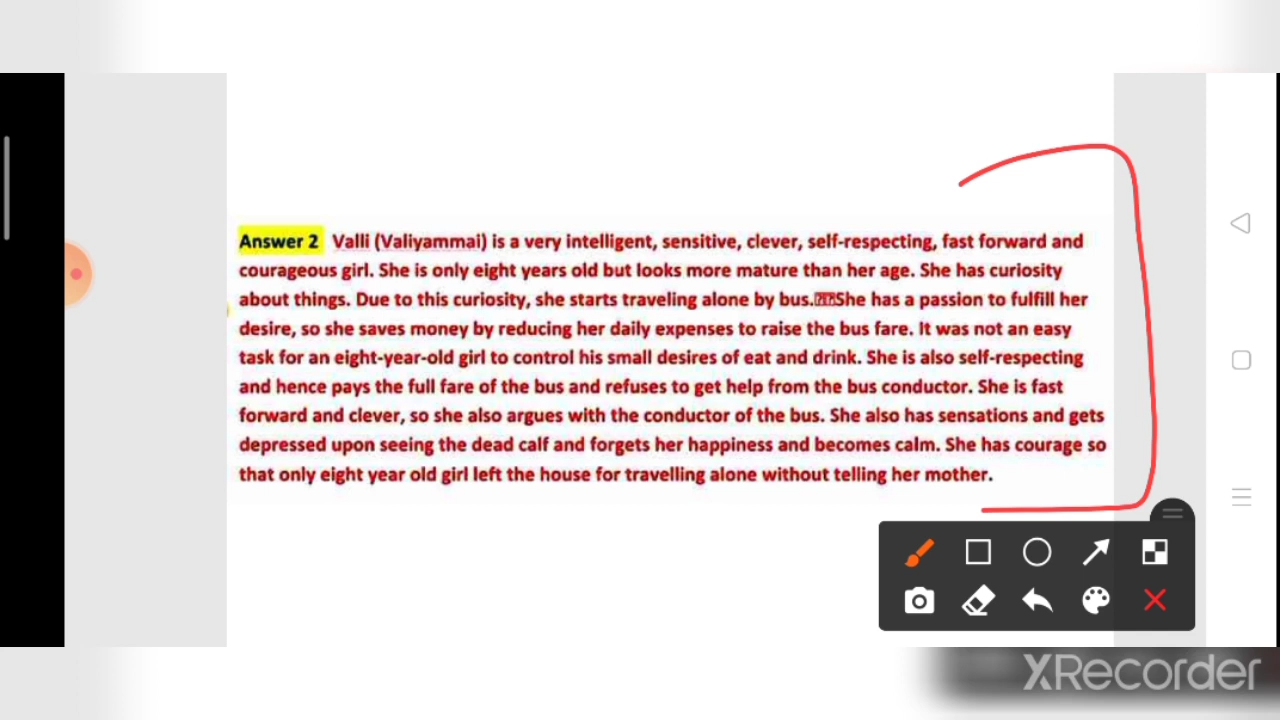 Answer 2 Valli (Valiyammai) is a very intelligent, sensitive, clever, self-respecting, fast forward and
courageous girl. She is only eight years old but looks more mature than her age. She has curiosity
about things. Due to this curiosity, she starts traveling alone by bus.She has a passion to fulfill her
desire, so she saves money by reducing her daily expenses to raise the bus fare. It was not an easy
task for an eight-year-old girl to control his small desires of eat and drink. She is also self-respecting
and hence pays the full fare of the bus and refuses to get help from the bus conductor. She is fast
forward and clever, so she also argues with the conductor of the bus. She also has sensations and gets
depressed upon seeing the dead calf and forgets her happiness and becomes calm. She has courage so
that only eight year old girl left the house for travelling alone without telling her mother.
XRecorder